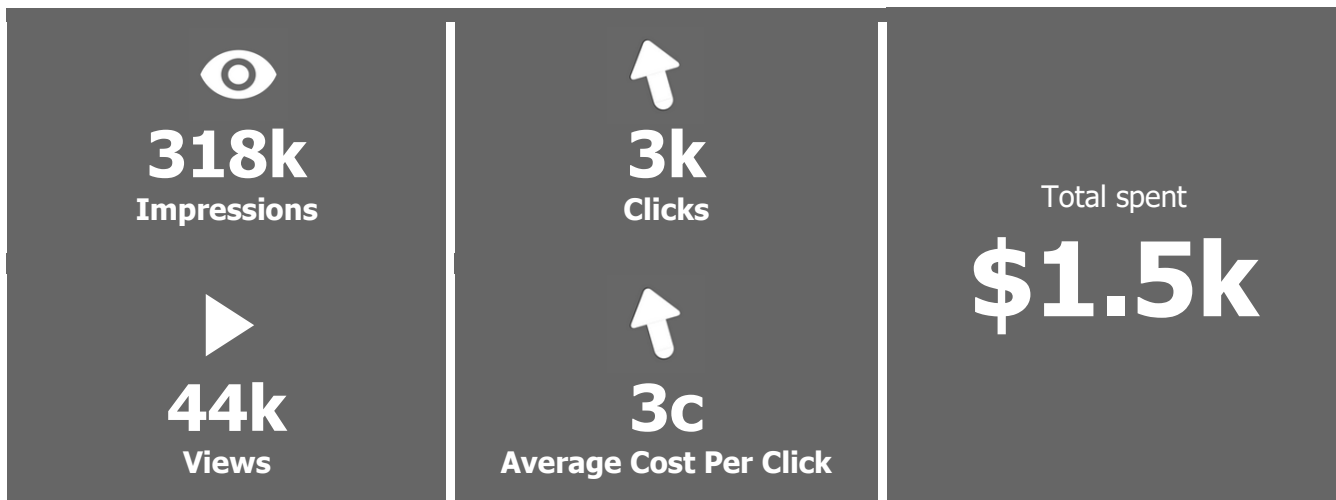 318k
Impressions
44k
Views
3k
Clicks
3c
Average Cost Per Click
Total spent
$1.5k